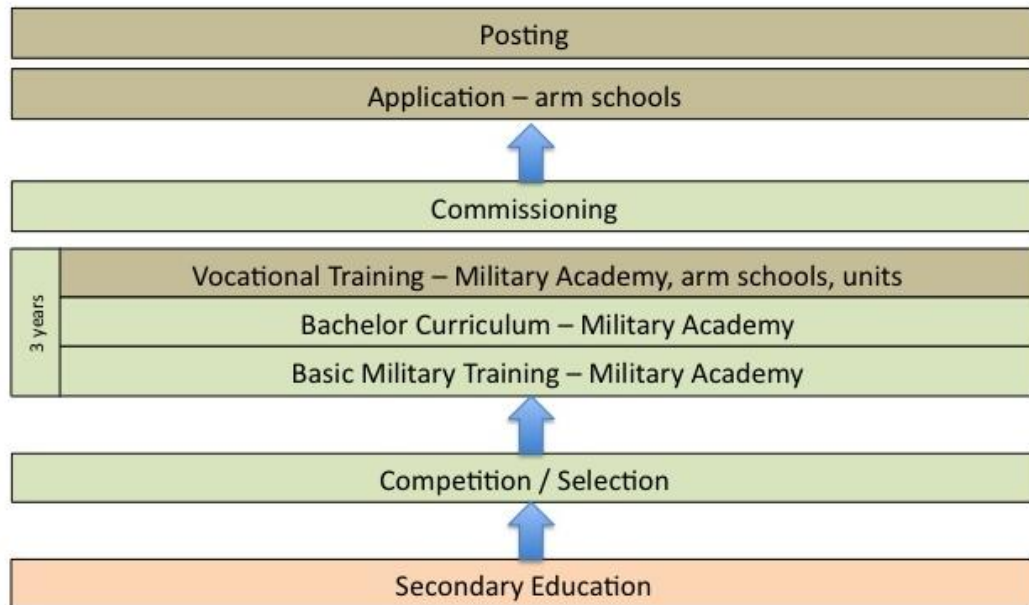 Posting
Application – arm schools
Commissioning
3 years
Vocational Training – Military Academy, arm schools, units
Bachelor Curriculum – Military Academy
Basic Military Training – Military Academy
Competition / Selection
Secondary Education